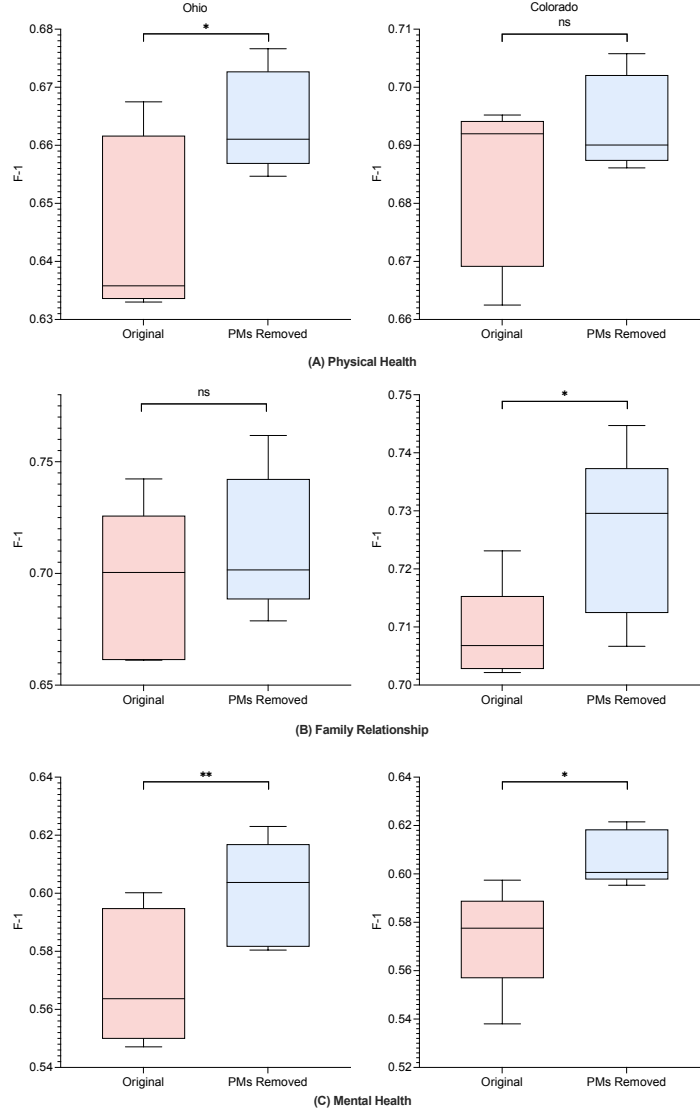 Ohio
*
0.68
0.67
0.66
0.65
0.64
0.63
F-1
Original PMs Removed
Colorado
ns
0.71
0.70
0.69
0.68
0.67
0.66
F-1
Original PMs Removed
(A) Physical Health
ns
0.75
0.70
0.65
F-1
Original PMs Removed
*
0.75
0.74
0.73
0.72
0.71
0.70
F-1
Original PMs Removed
(B) Family Relationship
**
0.64
0.62
0.60
0.58
0.56
0.54
F-1
Original PMs Removed
*
0.64
0.62
0.60
0.58
0.56
0.54
0.52
F-1
Original PMs Removed
(C) Mental Health